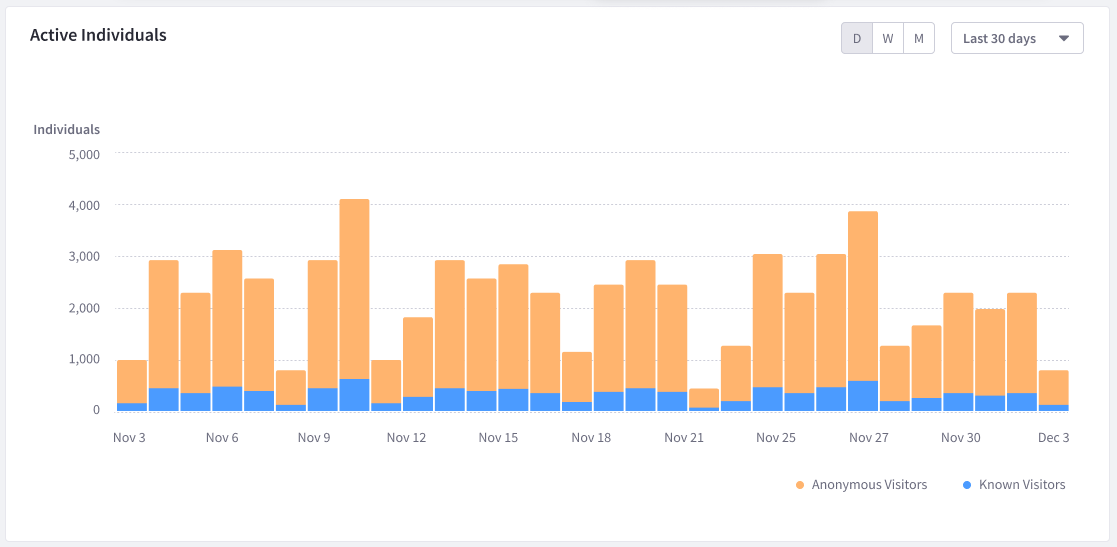 Active Individuals
D W M
Last 30 days
Individuals
5,000
4,000
3,000
2,000
1,000
0
Nov 3 Nov 6 Nov 9 Nov 12 Nov 15 Nov 18 Nov 21 Nov 25 Nov 27 Nov 30 Dec 3
Anonymous Visitors Known Visitors